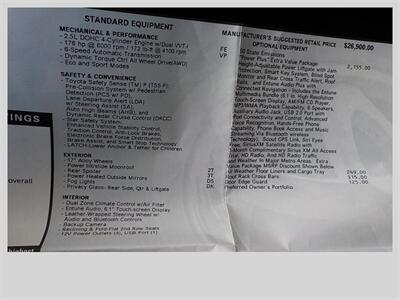 STANDARD EQUIPMENT
MECHANICAL & PERFORMANCE
- 2.5L DOHC 4-Cylinder Engine w/Dual VVT-i
- 176 hp @ 6000 rpm / 172 lb-ft @ 4100 rpm
- 6-Speed Automatic Transmission
- Dynamic Torque Ctrl All Wheel Drive(AWD)
- Eco and Sport Modes
SAFETY & CONVENIENCE
- Toyota Safety Sense (TM) P (TSS-P):
Pre-Collision System w/Pedestrian
Detection (PCS w/ PD),
Lane Departure Alert (LDA)
w/ Steering Assist (SA),
Auto High Beams (AHB), and
Dynamic Radar Cruise Control (DRCC)
- Star Safety System:
Enhanced Vehicle Stability Control,
Traction Control, Anti-Lock Brakes,
Electronic Brake-Force Distribution,
Brake Assist, and Smart Stop Technology
- LATCH-Lower Anchor & Tether for Children
EXTERIOR
- 17" Alloy Wheels
- Power tilt/slide Moonroof
- Rear Spoiler
- Power Heated Outside Mirrors
- Fog Lights
- Privacy Glass- Rear Side, Qtr & Liftgate
INTERIOR
- Dual Zone Climate Control w/Air Filter
- Entune Audio, 6.1" Touch-screen Display
- Leather-Wrapped Steering Wheel w/
Audio and Bluetooth Controls
- Backup Camera
- Reclining & Fold-Flat 2nd Row Seats
- 12V Power Outlets (3), USB Port (1)
MANUFACTURER'S SUGGESTED RETAIL PRICE $26,500.00
OPTIONAL EQUIPMENT
FE 50 State Emissions
VP "Power Plus" Extra Value Package 2,155.00
Height-Adjustable Power Liftgate with Jam
Protection, Smart Key System, Blind Spot
Monitor and Rear Cross Traffic Alert, Roof
Rails, and Entune Audio Plus with
Connected Navigation - Includes the Entune
Multimedia Bundle (6.1 in. High Resolution
Touch-Screen Display, AM/FM CD Player,
MP3/WMA Playback Capability, 6 Speakers,
Auxiliary Audio Jack, USB 2.0 Port with
iPod Connectivity and Control, Advanced
Voice Recognition, Hands-Free Phone
Capability, Phone Book Access and Music
Streaming Via Bluetooth wireless
Technology), Scout GPS Link, Siri Eyes
Free, SiriusXM Satellite Radio with
3-Month Complimentary Sirius XM All Access
Trial, HD Radio, And HD Radio Traffic
And Weather In Major Metro Areas. Extra
Value Package MSRP Discount Shown Below
2T All Weather Floor Liners and Cargo Tray 269.00
3T Roof Rack Cross Bars 315.00
D5 Door Edge Guard 125.00
DK Preferred Owner's Portfolio
TINGS
overall
highest